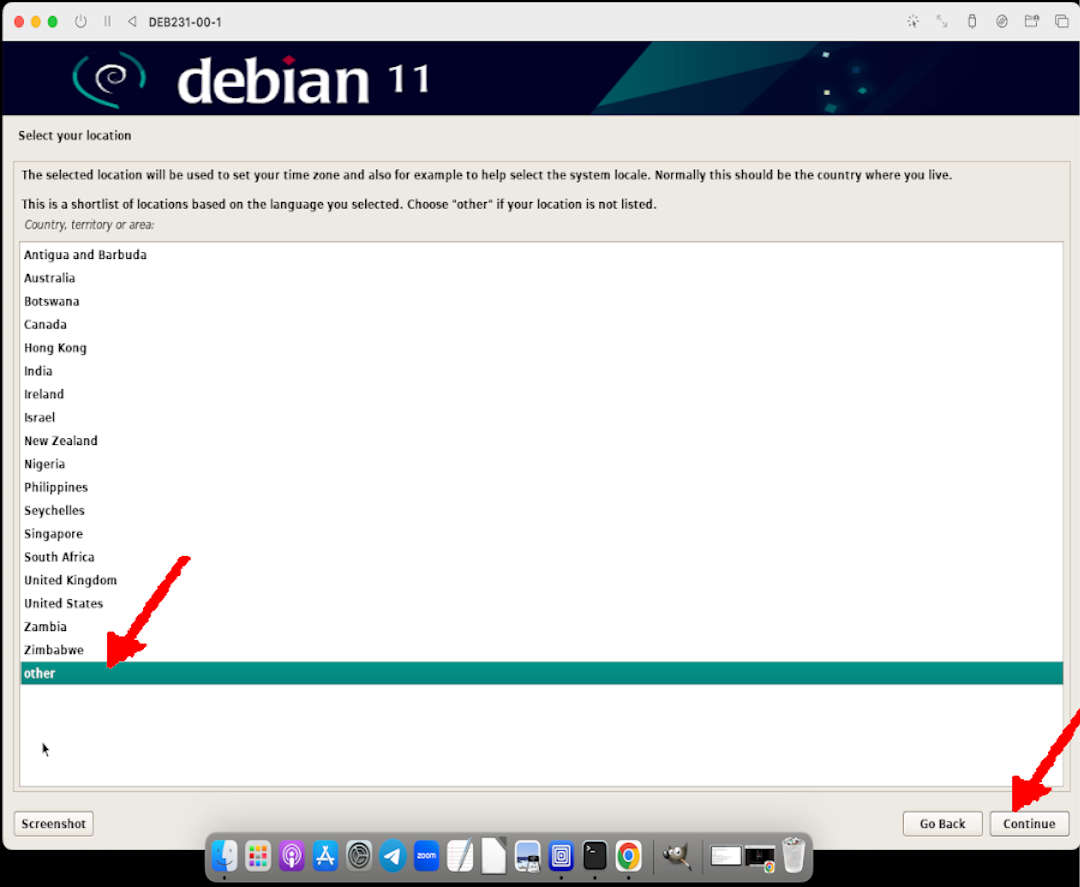 DEB231-00-1
debian 11
Select your location
The selected location will be used to set your time zone and also for example to help select the system locale. Normally this should be the country where you live.
This is a shortlist of locations based on the language you selected. Choose "other" if your location is not listed.
Country, territory or area:
Antigua and Barbuda
Australia
Botswana
Canada
Hong Kong
India
Ireland
Israel
New Zealand
Nigeria
Philippines
Seychelles
Singapore
South Africa
United Kingdom
United States
Zambia
Zimbabwe
other
Screenshot
Go Back
Continue
zoom